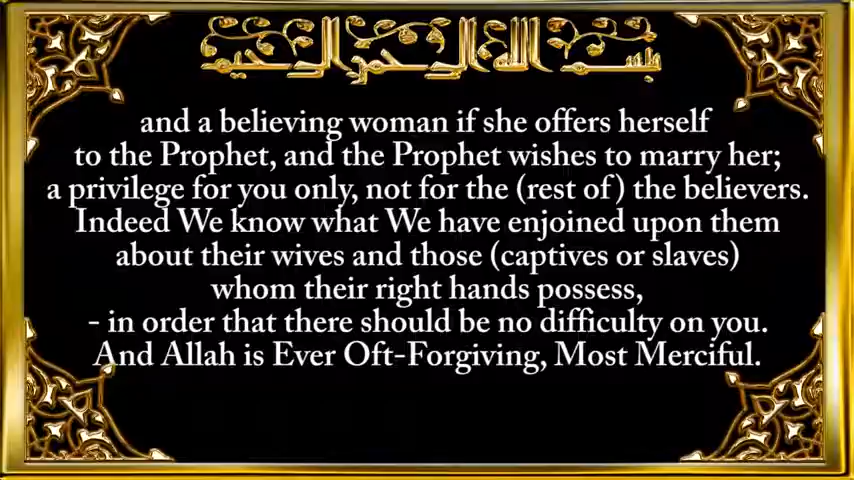 بسم الله الرحمن الرحيم
and a believing woman if she offers herself
to the Prophet, and the Prophet wishes to marry her;
a privilege for you only, not for the (rest of) the believers.
Indeed We know what We have enjoined upon them
about their wives and those (captives or slaves)
whom their right hands possess,
- in order that there should be no difficulty on you.
And Allah is Ever Oft-Forgiving, Most Merciful.